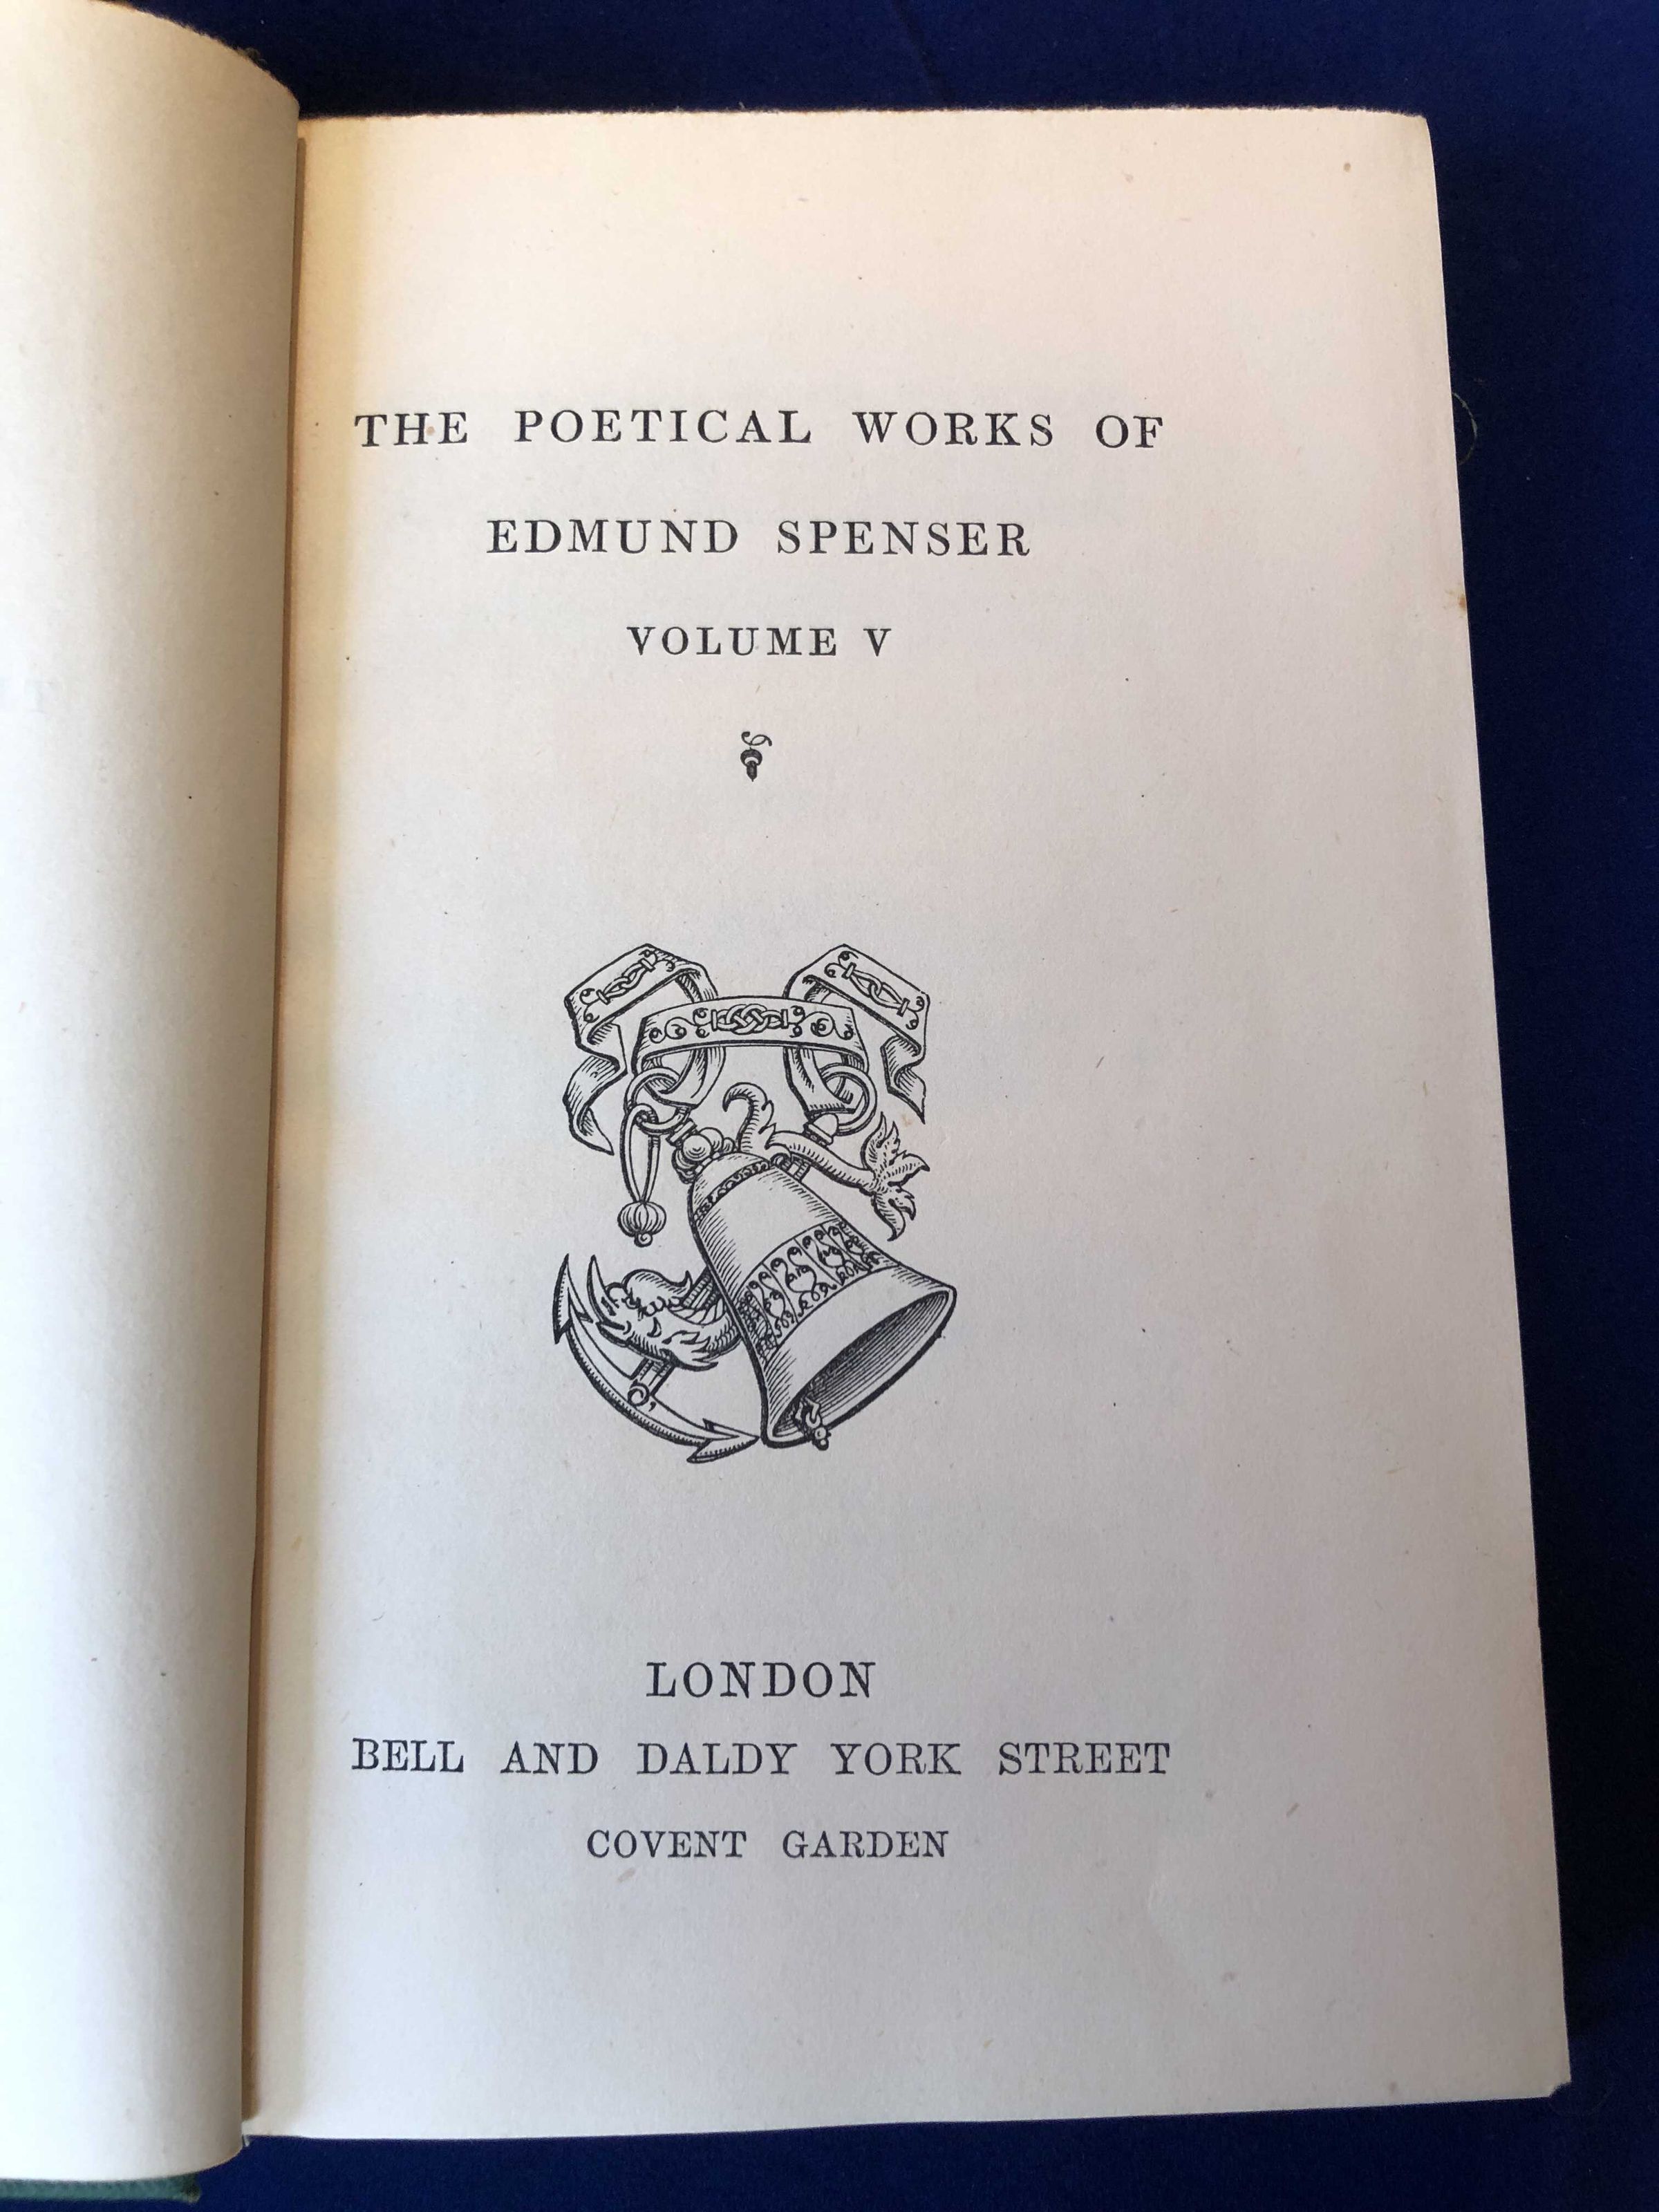 THE POETICAL WORKS OF
EDMUND SPENSER
VOLUME V
LONDON
BELL AND DALDY YORK STREET
COVENT GARDEN